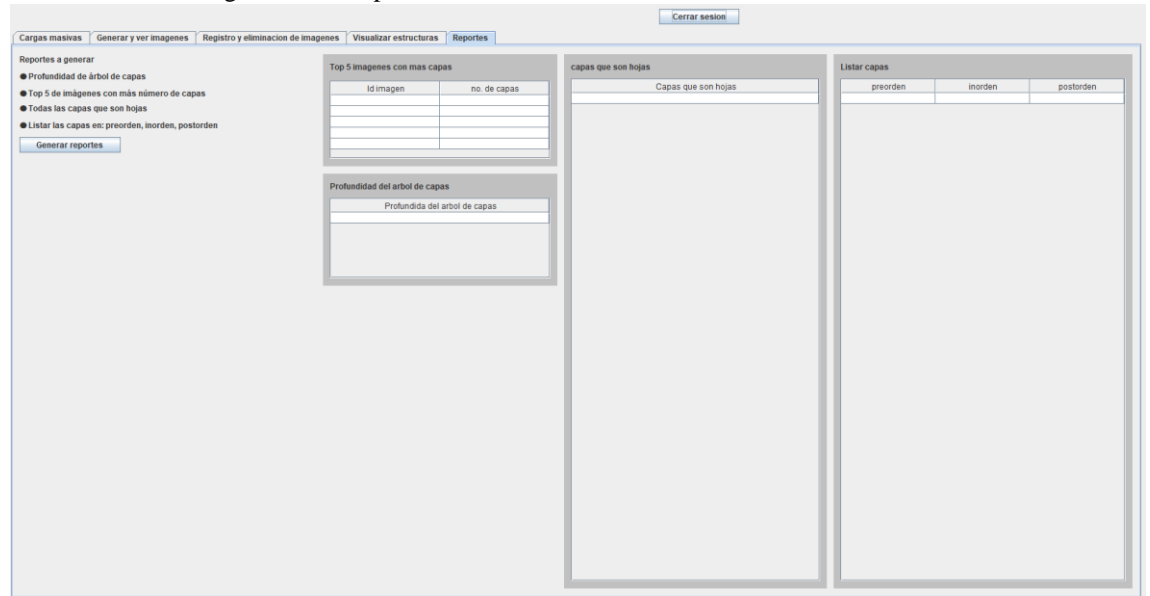 Cerrar sesion
Cargas masivas Generar y ver imagenes Registro y eliminacion de imagenes Visualizar estructuras Reportes
Reportes a generar
● Profundidad de árbol de capas
● Top 5 de imágenes con más número de capas
● Todas las capas que son hojas
● Listar las capas en: preorden, inorden, postorden
Generar reportes
Top 5 imagenes con mas capas
Id imagen no. de capas
Profundidad del arbol de capas
Profundida del arbol de capas
capas que son hojas
Capas que son hojas
Listar capas
preorden inorden postorden